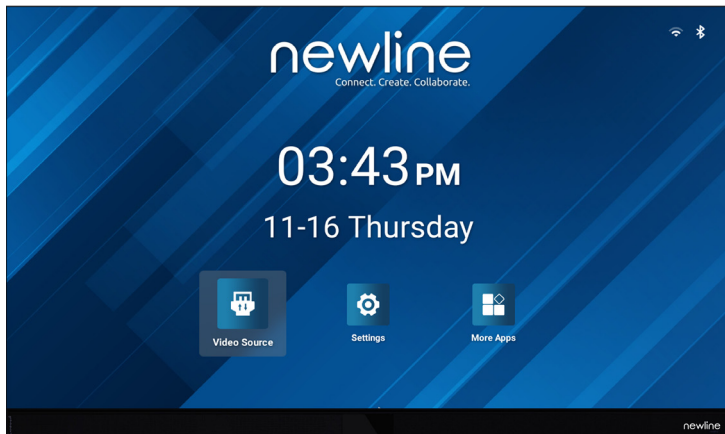 newline
Connect. Create. Collaborate.
03:43 PM
11-16 Thursday
Video Source
Settings
More Apps
newline